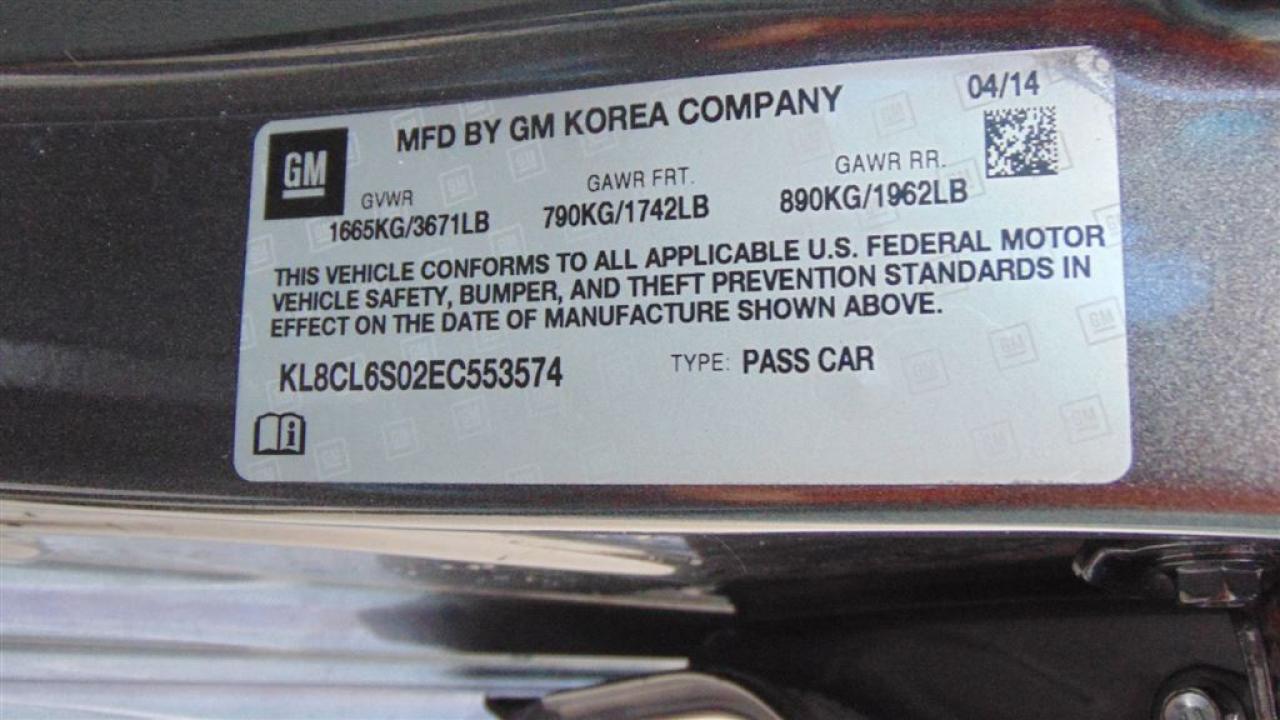 MFD BY GM KOREA COMPANY 04/14
GM
GVWR GAWR FRT. GAWR RR.
1665KG/3671LB 790KG/1742LB 890KG/1962LB
THIS VEHICLE CONFORMS TO ALL APPLICABLE U.S. FEDERAL MOTOR
VEHICLE SAFETY, BUMPER, AND THEFT PREVENTION STANDARDS IN
EFFECT ON THE DATE OF MANUFACTURE SHOWN ABOVE.
KL8CL6S02EC553574 TYPE: PASS CAR